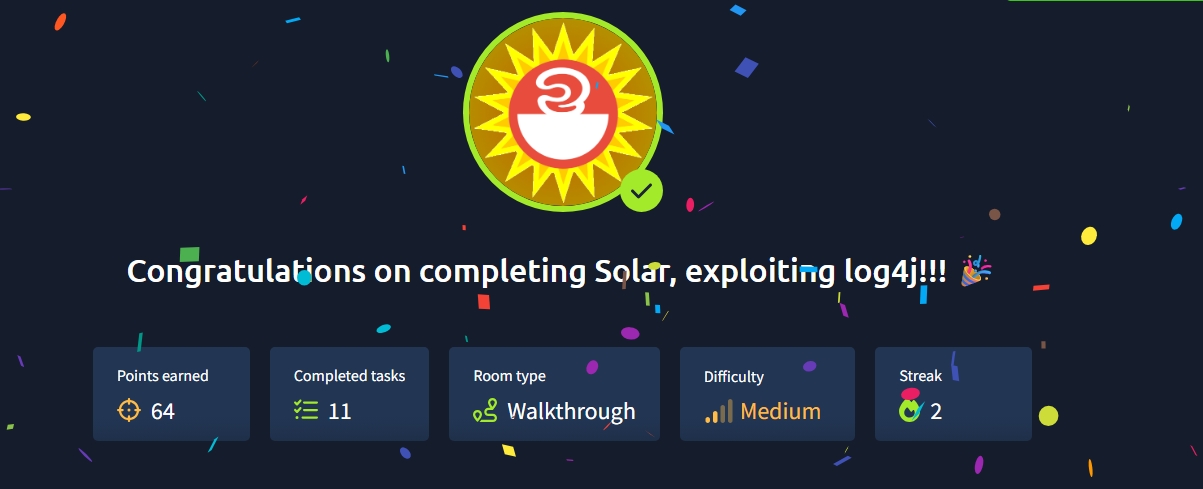 Congratulations on completing Solar, exploiting log4j!!! 🎉
Points earned
64
Completed tasks
11
Room type
Walkthrough
Difficulty
Medium
Streak
2